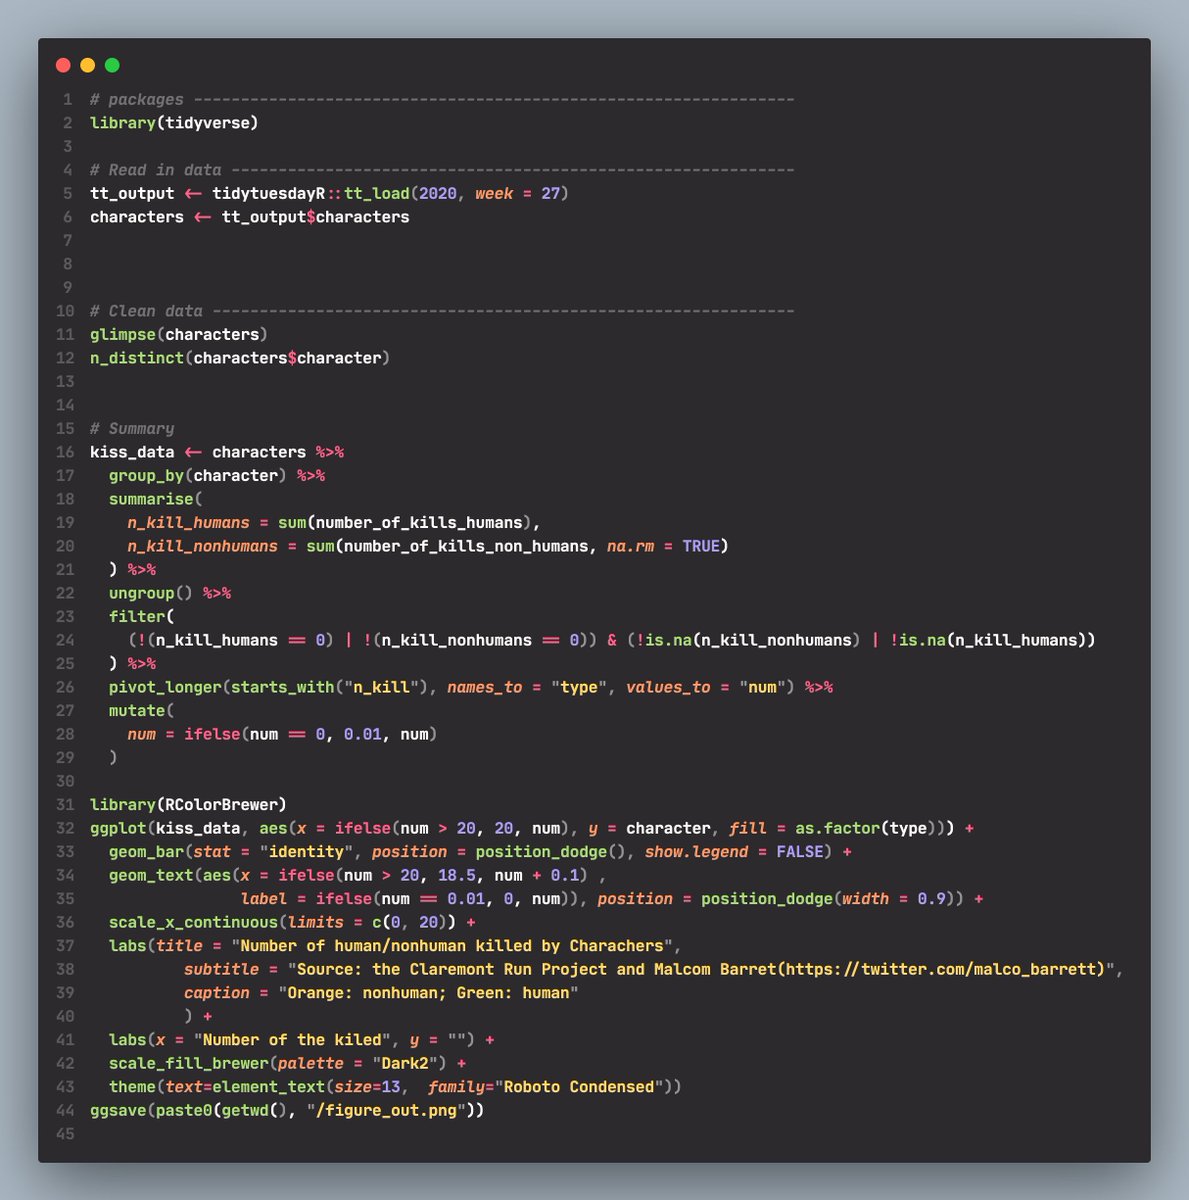 1 # packages ----------------------------------------------------------------
2 library(tidyverse)
3
4 # Read in data ------------------------------------------------------------
5 tt_output <- tidytuesdayR::tt_load(2020, week = 27)
6 characters <- tt_output$characters
7
8
9
10 # Clean data --------------------------------------------------------------
11 glimpse(characters)
12 n_distinct(characters$character)
13
14
15 # Summary
16 kiss_data <- characters %>%
17   group_by(character) %>%
18   summarise(
19     n_kill_humans = sum(number_of_kills_humans),
20     n_kill_nonhumans = sum(number_of_kills_non_humans, na.rm = TRUE)
21   ) %>%
22   ungroup() %>%
23   filter(
24     (!(n_kill_humans == 0) | !(n_kill_nonhumans == 0)) & (!is.na(n_kill_nonhumans) | !is.na(n_kill_humans))
25   ) %>%
26   pivot_longer(starts_with("n_kill"), names_to = "type", values_to = "num") %>%
27   mutate(
28     num = ifelse(num == 0, 0.01, num)
29   )
30
31 library(RColorBrewer)
32 ggplot(kiss_data, aes(x = ifelse(num > 20, 20, num), y = character, fill = as.factor(type))) +
33   geom_bar(stat = "identity", position = position_dodge(), show.legend = FALSE) +
34   geom_text(aes(x = ifelse(num > 20, 18.5, num + 0.1) ,
35                 label = ifelse(num == 0.01, 0, num)), position = position_dodge(width = 0.9)) +
36   scale_x_continuous(limits = c(0, 20)) +
37   labs(title = "Number of human/nonhuman killed by Charachers",
38           subtitle = "Source: the Claremont Run Project and Malcom Barret(https://twitter.com/malco_barrett)",
39           caption = "Orange: nonhuman; Green: human"
40           ) +
41   labs(x = "Number of the kiled", y = "") +
42   scale_fill_brewer(palette = "Dark2") +
43   theme(text=element_text(size=13,  family="Roboto Condensed"))
44 ggsave(paste0(getwd(), "/figure_out.png"))
45